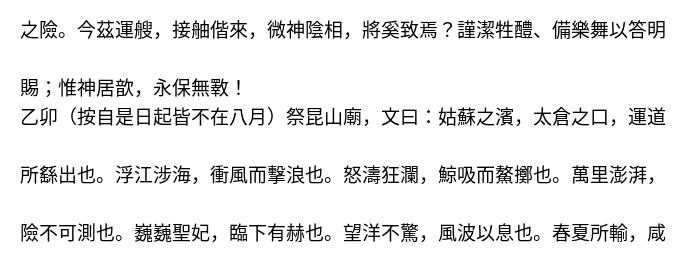 之險。今茲運艘，接舳偕來，微神陰相，將奚致焉？謹潔牲醴、備樂舞以答明
賜；惟神居歆，永保無斁！
乙卯（按自是日起皆不在八月）祭昆山廟，文曰：姑蘇之濱，太倉之口，運道
所繇出也。浮江涉海，衝風而擊浪也。怒濤狂瀾，鯨吸而鰲擲也。萬里澎湃，
險不可測也。巍巍聖妃，臨下有赫也。望洋不驚，風波以息也。春夏所輸，咸